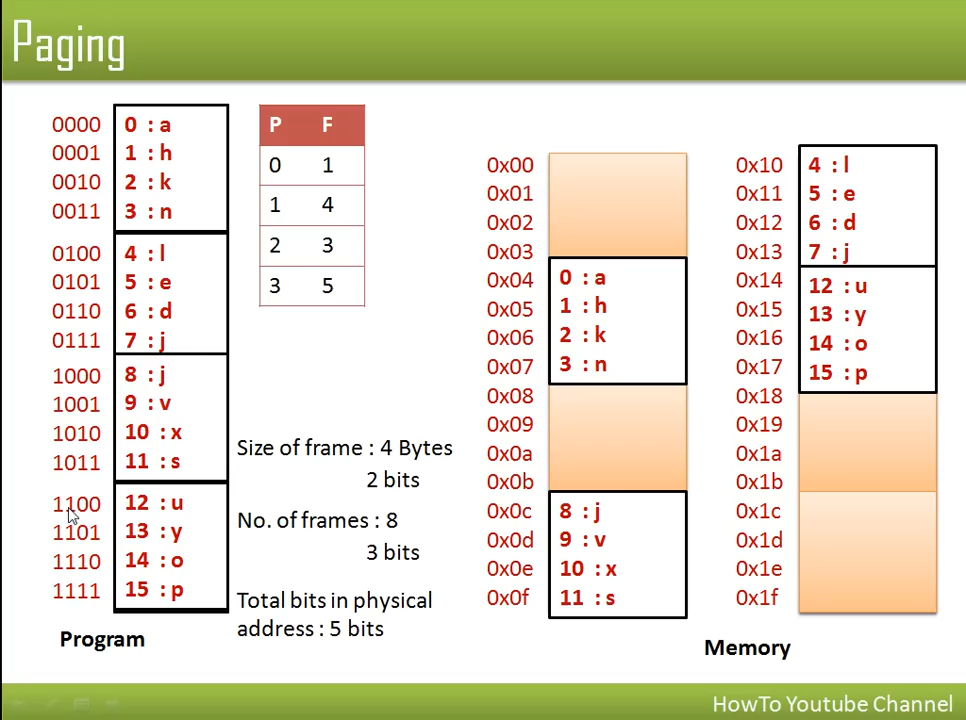 Paging
0000 0 : a
0001 1 : h
0010 2 : k
0011 3 : n
0100 4 : l
0101 5 : e
0110 6 : d
0111 7 : j
1000 8 : j
1001 9 : v
1010 10 : x
1011 11 : s
1100 12 : u
1101 13 : y
1110 14 : o
1111 15 : p
Program
P F
0 1
1 4
2 3
3 5
Size of frame : 4 Bytes
2 bits
No. of frames : 8
3 bits
Total bits in physical
address : 5 bits
0x00
0x01
0x02
0x03
0x04 0 : a
0x05 1 : h
0x06 2 : k
0x07 3 : n
0x08
0x09
0x0a
0x0b
0x0c 8 : j
0x0d 9 : v
0x0e 10 : x
0x0f 11 : s
0x10 4 : l
0x11 5 : e
0x12 6 : d
0x13 7 : j
0x14 12 : u
0x15 13 : y
0x16 14 : o
0x17 15 : p
0x18
0x19
0x1a
0x1b
0x1c
0x1d
0x1e
0x1f
Memory
HowTo Youtube Channel